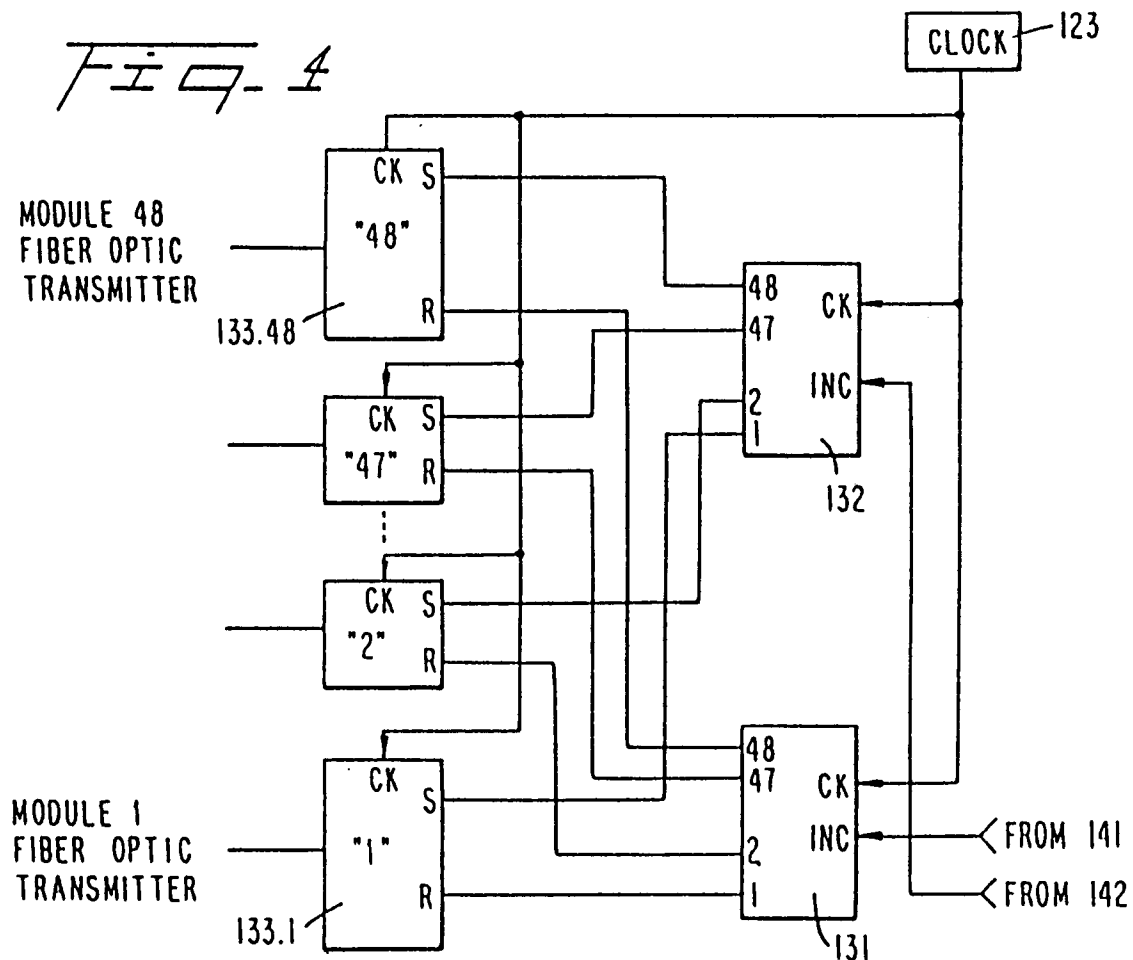 Fig. 4
CLOCK
123
CK S
"48"
R
MODULE 48
FIBER OPTIC
TRANSMITTER
133.48
48
47
2
1
CK
INC
132
CK S
"47"
R
CK S
"2"
R
CK
S
"1"
R
MODULE 1
FIBER OPTIC
TRANSMITTER
133.1
48
47
2
1
CK
INC
131
FROM 141
FROM 142